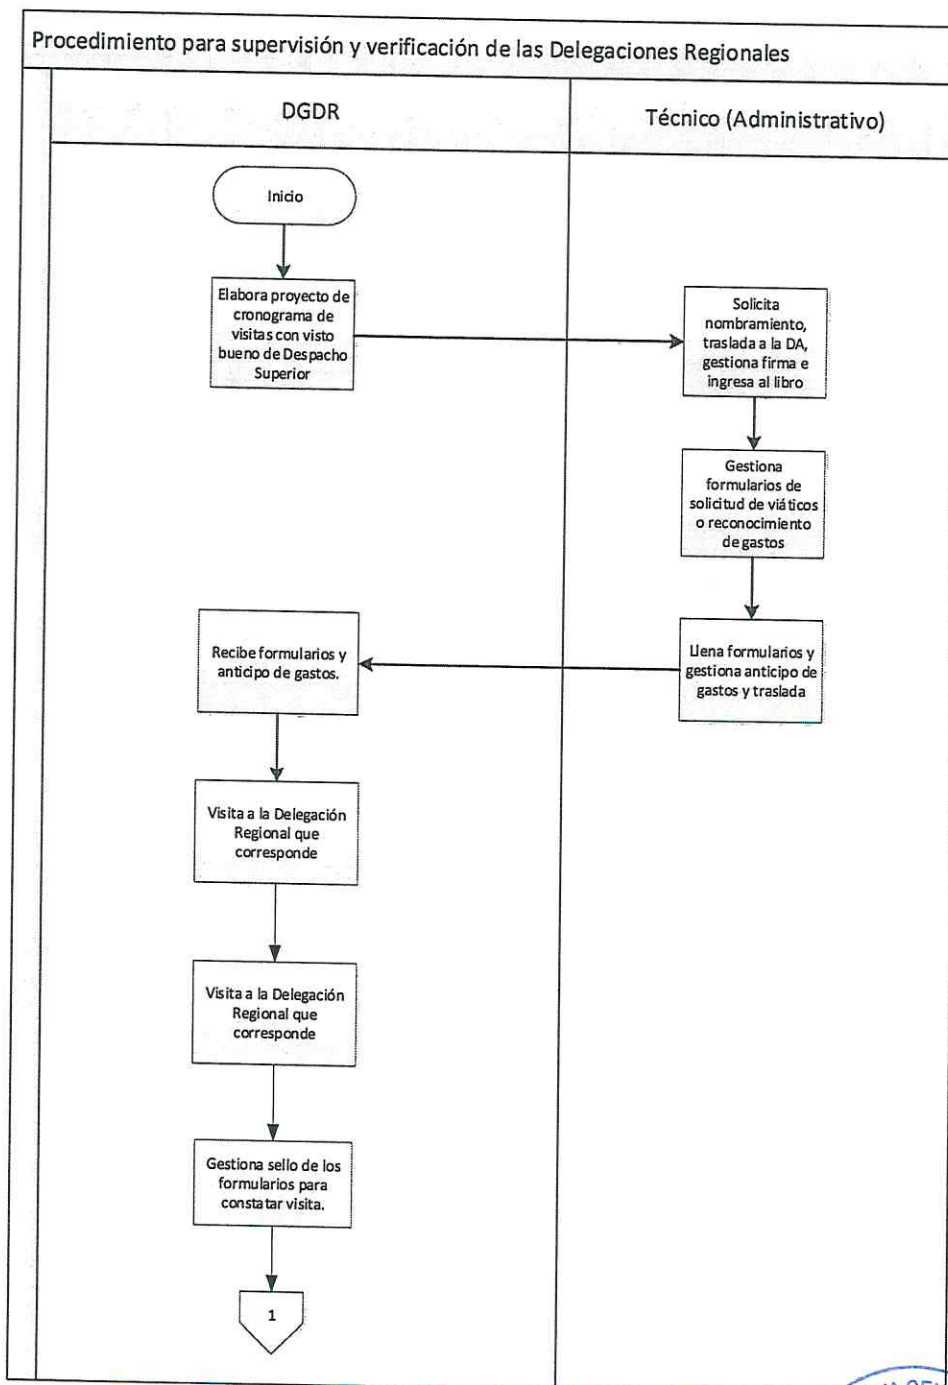 Procedimiento para supervisión y verificación de las Delegaciones Regionales
DGDR
Técnico (Administrativo)
Inicio
Elabora proyecto de
cronograma de
visitas con visto
bueno de Despacho
Superior
Solicita
nombramiento,
traslada a la DA,
gestiona firma e
ingresa al libro
Gestiona
formularios de
solicitud de viáticos
o reconocimiento
de gastos
Llena formularios y
gestiona anticipo de
gastos y traslada
Recibe formularios y
anticipo de gastos.
Visita a la Delegación
Regional que
corresponde
Visita a la Delegación
Regional que
corresponde
Gestiona sello de los
formularios para
constatar visita.
1